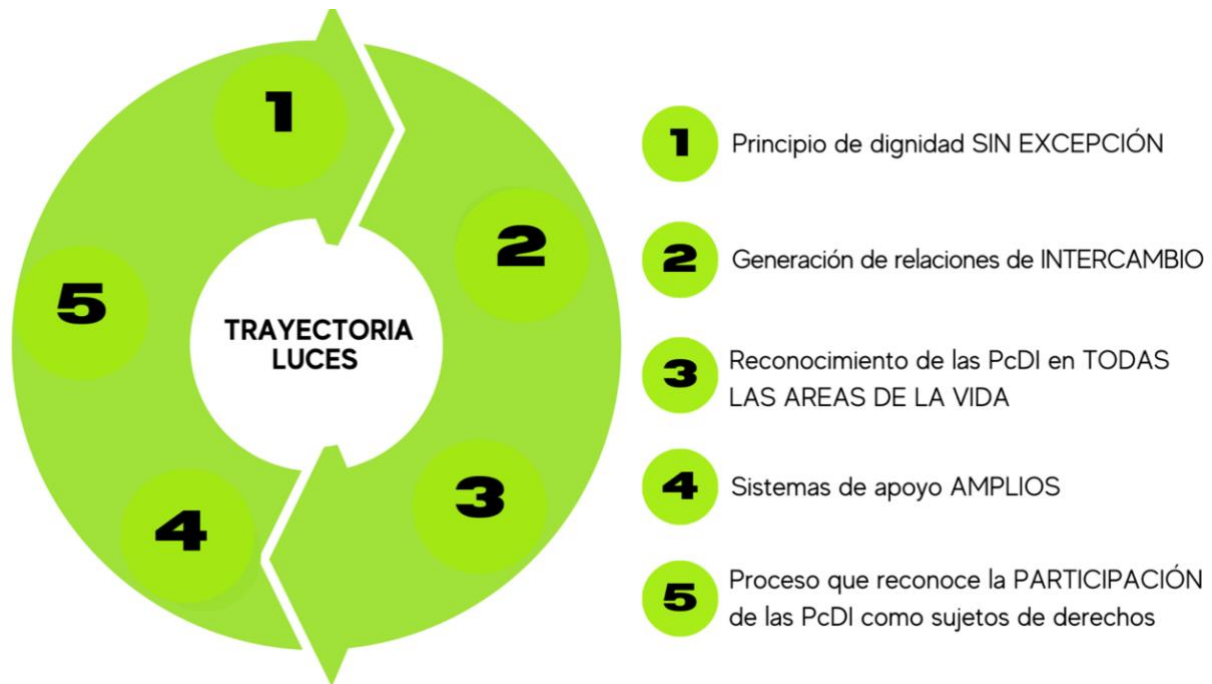 1
2
3
4
5
TRAYECTORIA
LUCES
1 Principio de dignidad SIN EXCEPCIÓN
2 Generación de relaciones de INTERCAMBIO
3 Reconocimiento de las PcDI en TODAS
LAS AREAS DE LA VIDA
4 Sistemas de apoyo AMPLIOS
5 Proceso que reconoce la PARTICIPACIÓN
de las PcDI como sujetos de derechos